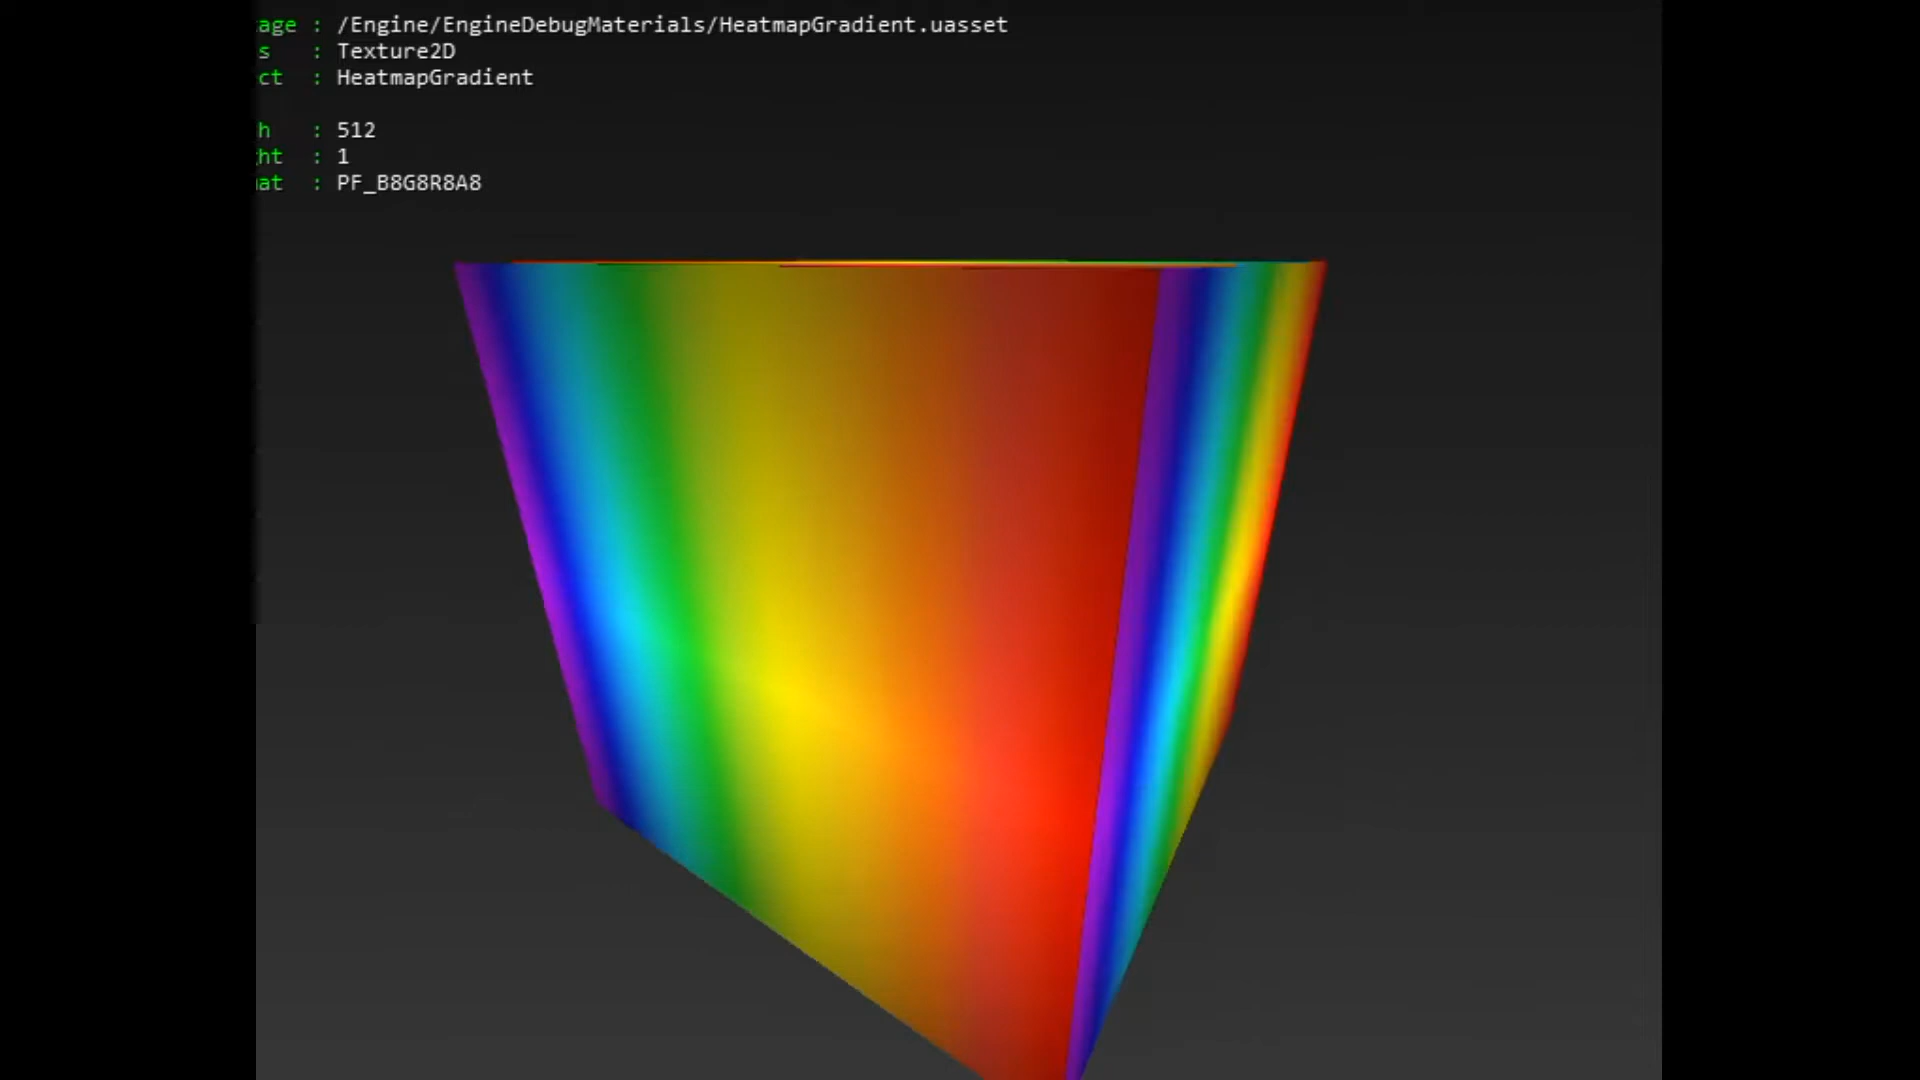 age : /Engine/EngineDebugMaterials/HeatmapGradient.uasset
s : Texture2D
ct : HeatmapGradient
h : 512
ht : 1
at : PF_B8G8R8A8